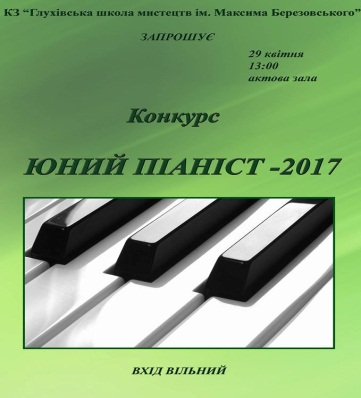 КЗ “Глухівська школа мистецтв ім. Максима Березовського”
ЗАПРОШУЄ
29 квітня
13:00
актова зала
Конкурс
ЮНИЙ ПІАНІСТ -2017
ВХІД ВІЛЬНИЙ